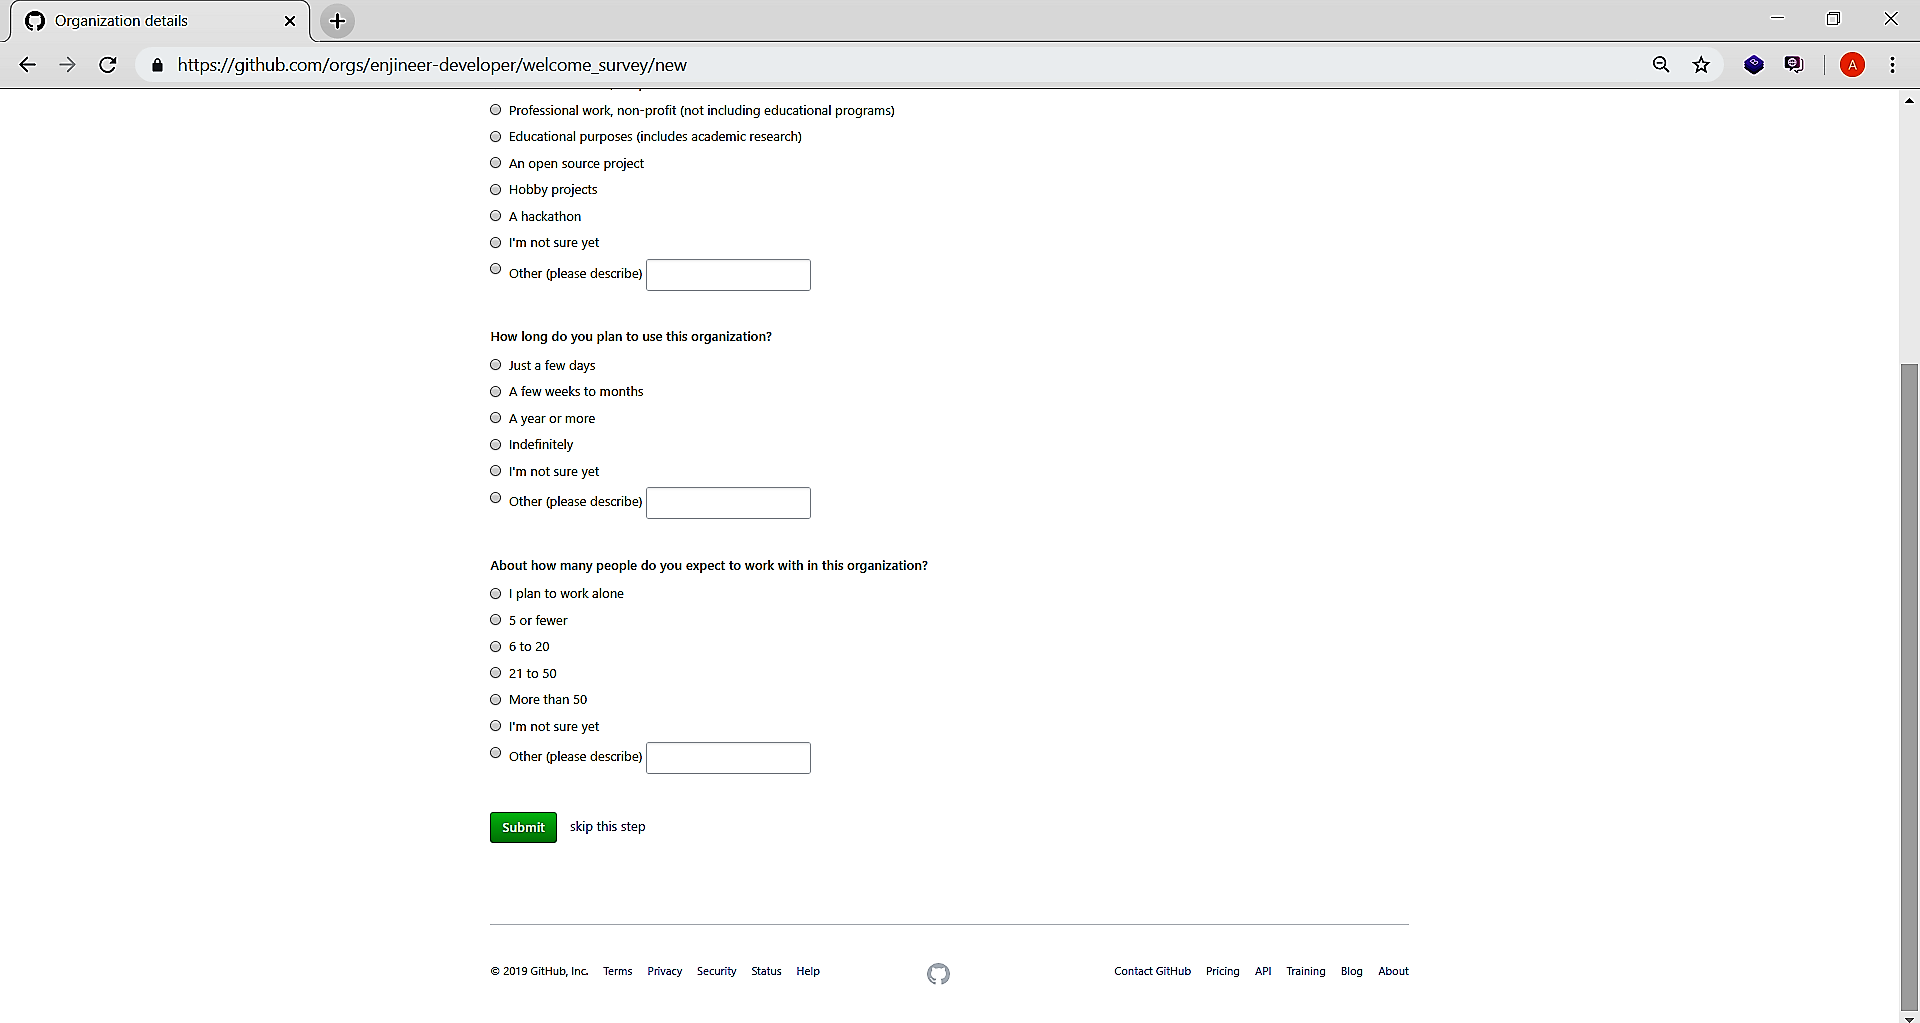 Organization details
https://github.com/orgs/enjineer-developer/welcome_survey/new
A
Professional work, non-profit (not including educational programs)
Educational purposes (includes academic research)
An open source project
Hobby projects
A hackathon
I'm not sure yet
Other (please describe)
How long do you plan to use this organization?
Just a few days
A few weeks to months
A year or more
Indefinitely
I'm not sure yet
Other (please describe)
About how many people do you expect to work with in this organization?
I plan to work alone
5 or fewer
6 to 20
21 to 50
More than 50
I'm not sure yet
Other (please describe)
Submit skip this step
© 2019 GitHub, Inc. Terms Privacy Security Status Help Contact GitHub Pricing API Training Blog About